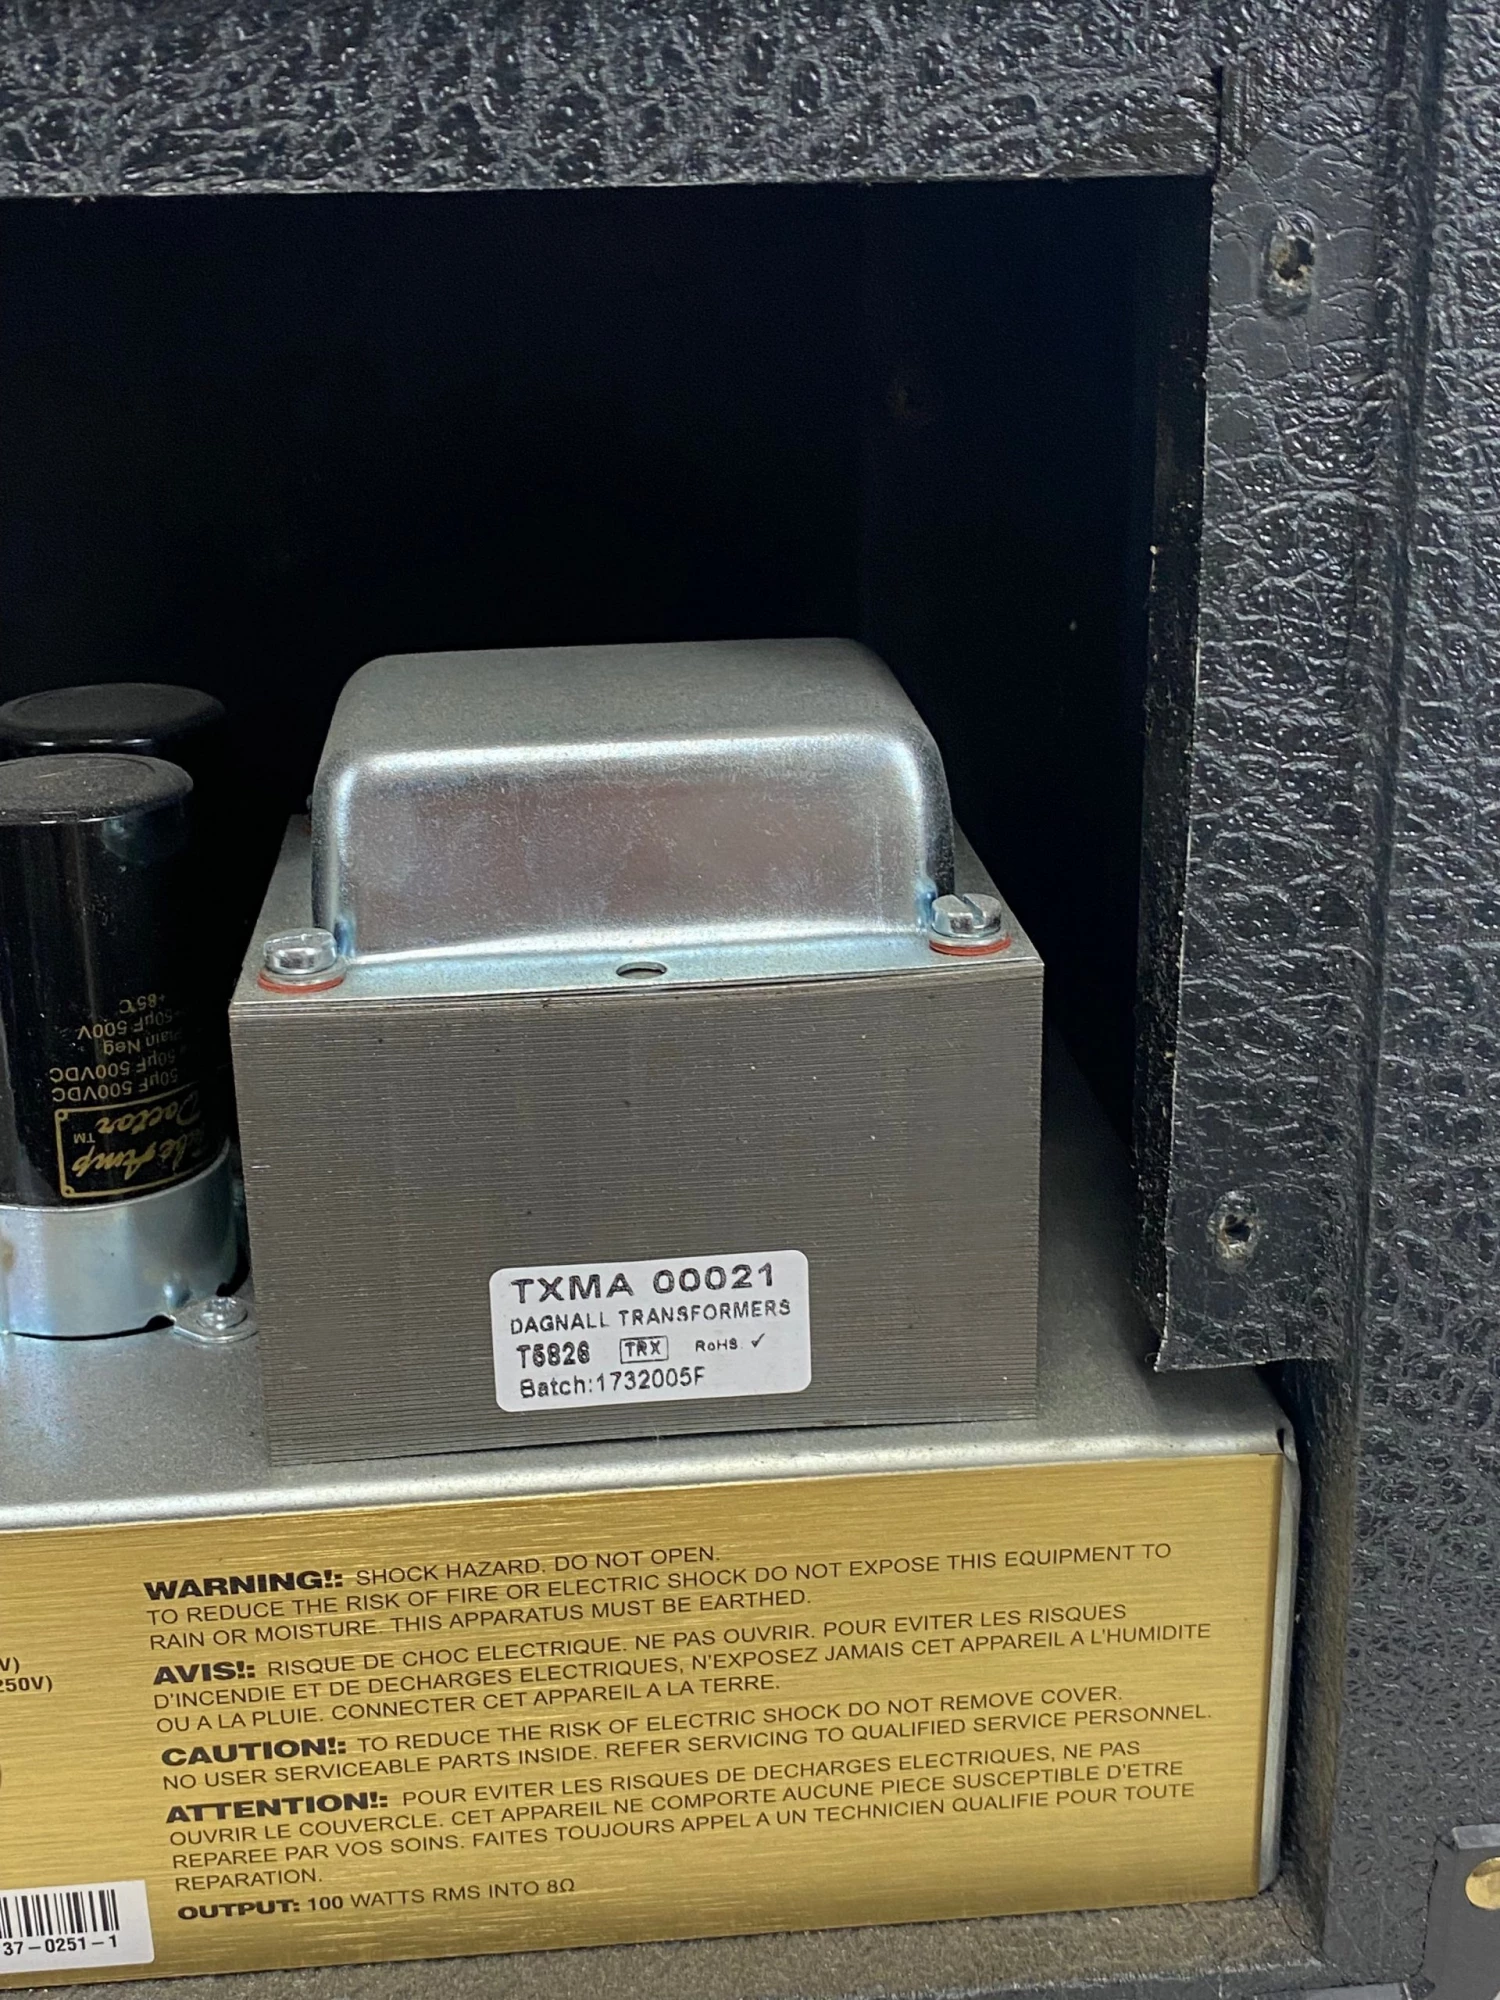 +85℃
50µF 500V
Plain Neg
50µF 500VDC
50µF 500VDC
Doctor
TM
Amp
TXMA 00021
DAGNALL TRANSFORMERS
T5826 TRX RoHS ✓
Batch:1732005F
V)
250V)
WARNING!: SHOCK HAZARD. DO NOT OPEN.
TO REDUCE THE RISK OF FIRE OR ELECTRIC SHOCK DO NOT EXPOSE THIS EQUIPMENT TO
RAIN OR MOISTURE. THIS APPARATUS MUST BE EARTHED.
AVIS!: RISQUE DE CHOC ELECTRIQUE. NE PAS OUVRIR. POUR EVITER LES RISQUES
D'INCENDIE ET DE DECHARGES ELECTRIQUES, N'EXPOSEZ JAMAIS CET APPAREIL A L'HUMIDITE
OU A LA PLUIE. CONNECTER CET APPAREIL A LA TERRE.
CAUTION!: TO REDUCE THE RISK OF ELECTRIC SHOCK DO NOT REMOVE COVER.
NO USER SERVICEABLE PARTS INSIDE. REFER SERVICING TO QUALIFIED SERVICE PERSONNEL.
ATTENTION!: POUR EVITER LES RISQUES DE DECHARGES ELECTRIQUES, NE PAS
OUVRIR LE COUVERCLE. CET APPAREIL NE COMPORTE AUCUNE PIECE SUSCEPTIBLE D'ETRE
REPAREE PAR VOS SOINS. FAITES TOUJOURS APPEL A UN TECHNICIEN QUALIFIE POUR TOUTE
REPARATION.
OUTPUT: 100 WATTS RMS INTO 8Ω
37-0251-1